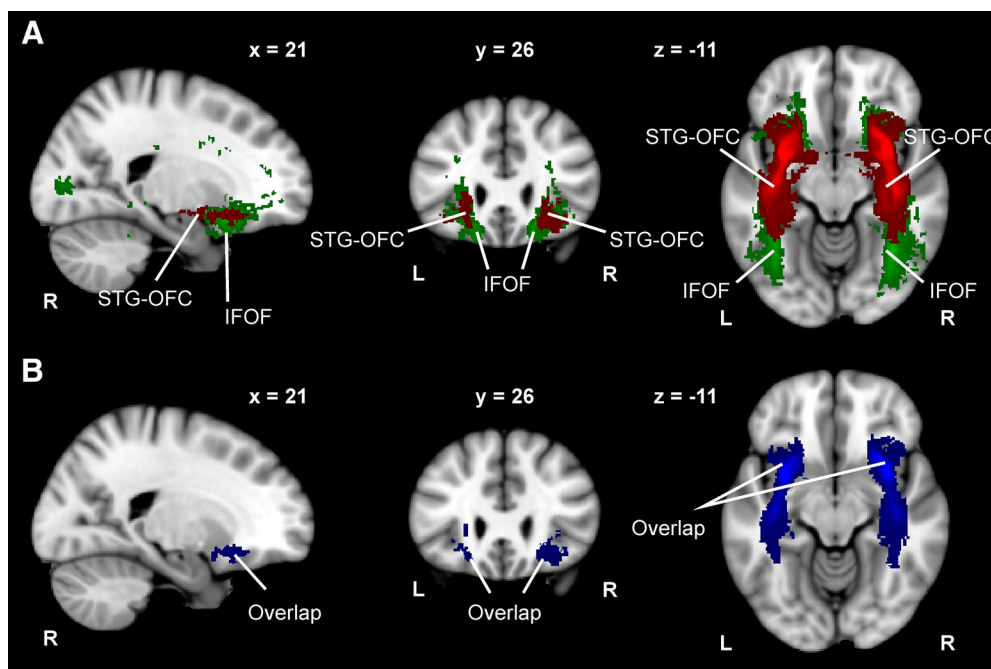 A
x = 21
y = 26
z = -11
STG-OFC
STG-OFC
STG-OFC
STG-OFC
STG-OFC
IFOF
IFOF
IFOF
IFOF
R
L
R
L
R
B
x = 21
y = 26
z = -11
Overlap
Overlap
Overlap
R
L
R
L
R